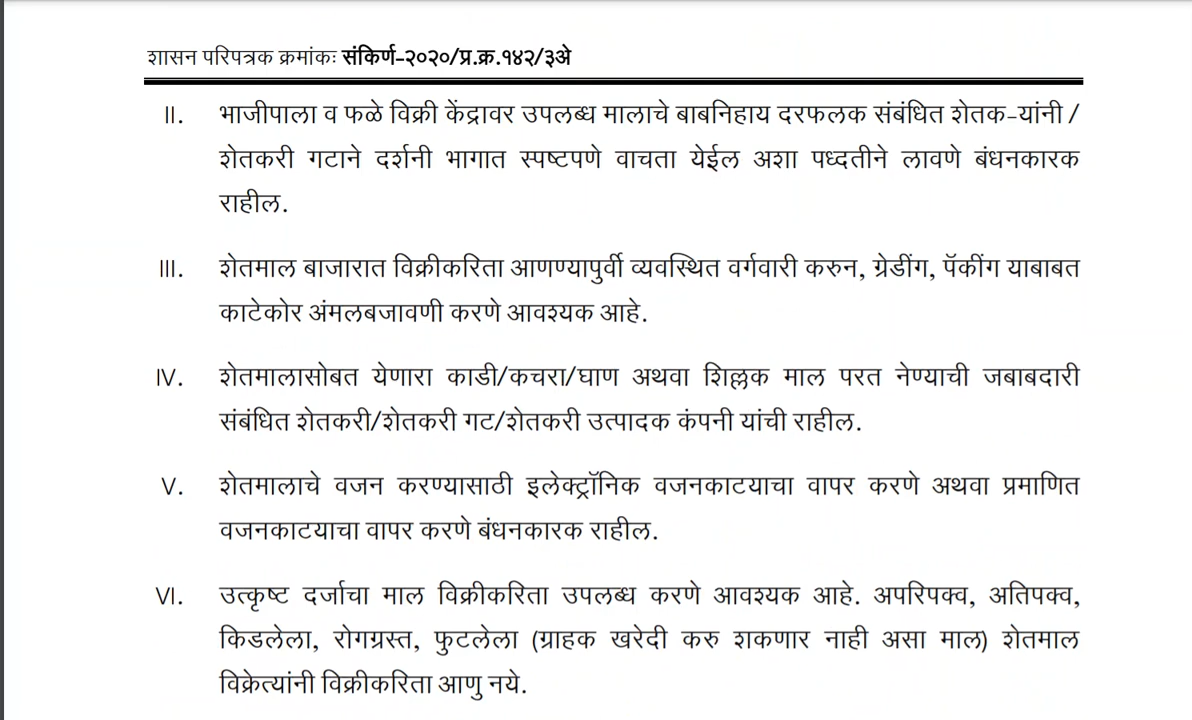 शासन परिपत्रक क्रमांकः संकिर्ण-२०२०/प्र.क्र.१४२/३अे
II. भाजीपाला व फळे विक्री केंद्रावर उपलब्ध मालाचे बाबनिहाय दरफलक संबंधित शेतक-यांनी /
शेतकरी गटाने दर्शनी भागात स्पष्टपणे वाचता येईल अशा पध्दतीने लावणे बंधनकारक
राहील.
III. शेतमाल बाजारात विक्रीकरिता आणण्यापुर्वी व्यवस्थित वर्गवारी करुन, ग्रेडींग, पॅकींग याबाबत
काटेकोर अंमलबजावणी करणे आवश्यक आहे.
IV. शेतमालासोबत येणारा काडी/कचरा/घाण अथवा शिल्लक माल परत नेण्याची जबाबदारी
संबंधित शेतकरी/शेतकरी गट/शेतकरी उत्पादक कंपनी यांची राहील.
V. शेतमालाचे वजन करण्यासाठी इलेक्ट्रॉनिक वजनकाटयाचा वापर करणे अथवा प्रमाणित
वजनकाटयाचा वापर करणे बंधनकारक राहील.
VI. उत्कृष्ट दर्जाचा माल विक्रीकरिता उपलब्ध करणे आवश्यक आहे. अपरिपक्व, अतिपक्व,
किडलेला, रोगग्रस्त, फुटलेला (ग्राहक खरेदी करु शकणार नाही असा माल) शेतमाल
विक्रेत्यांनी विक्रीकरिता आणु नये.